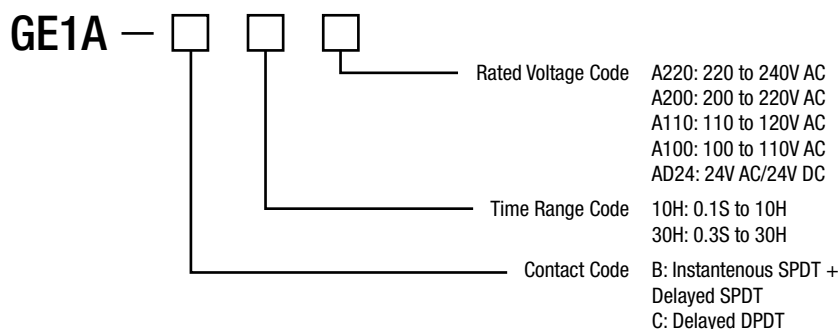 GE1A —
Rated Voltage Code A220: 220 to 240V AC
A200: 200 to 220V AC
A110: 110 to 120V AC
A100: 100 to 110V AC
AD24: 24V AC/24V DC
Time Range Code 10H: 0.1S to 10H
30H: 0.3S to 30H
Contact Code B: Instantenous SPDT +
Delayed SPDT
C: Delayed DPDT